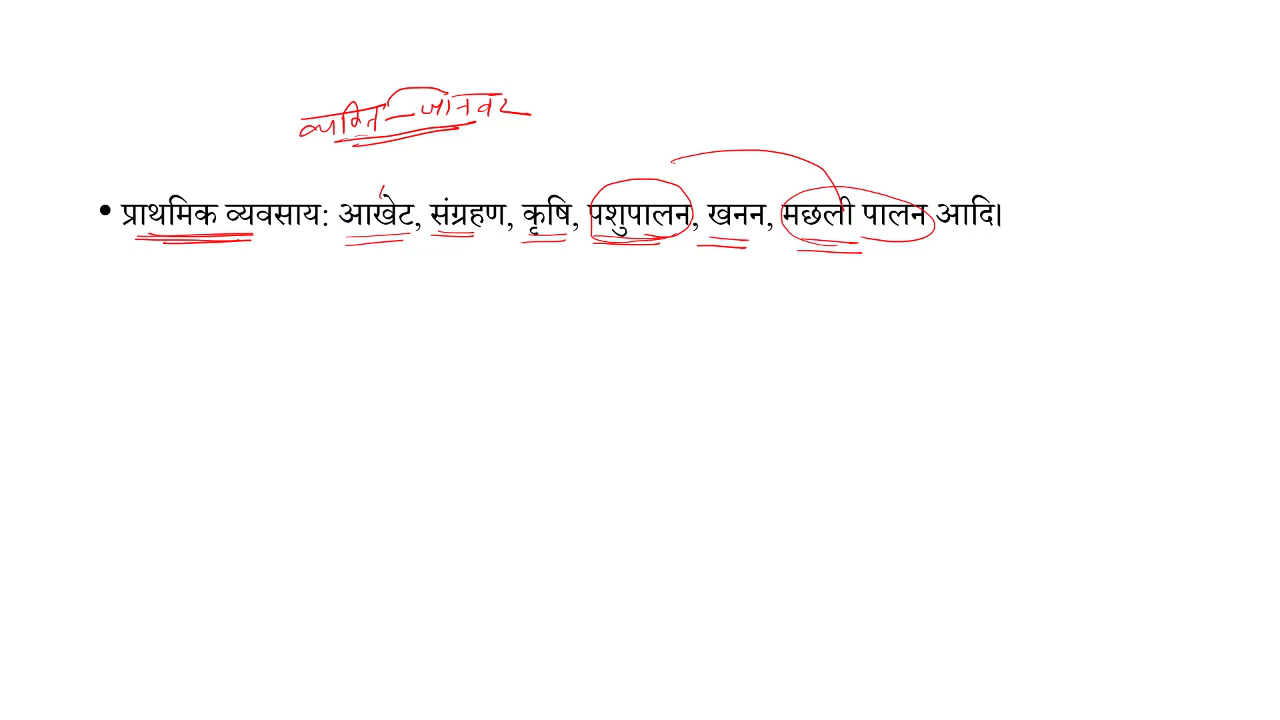 व्यक्ति – जानवर
• प्राथमिक व्यवसाय: आखेट, संग्रहण, कृषि, पशुपालन, खनन, मछली पालन आदि।